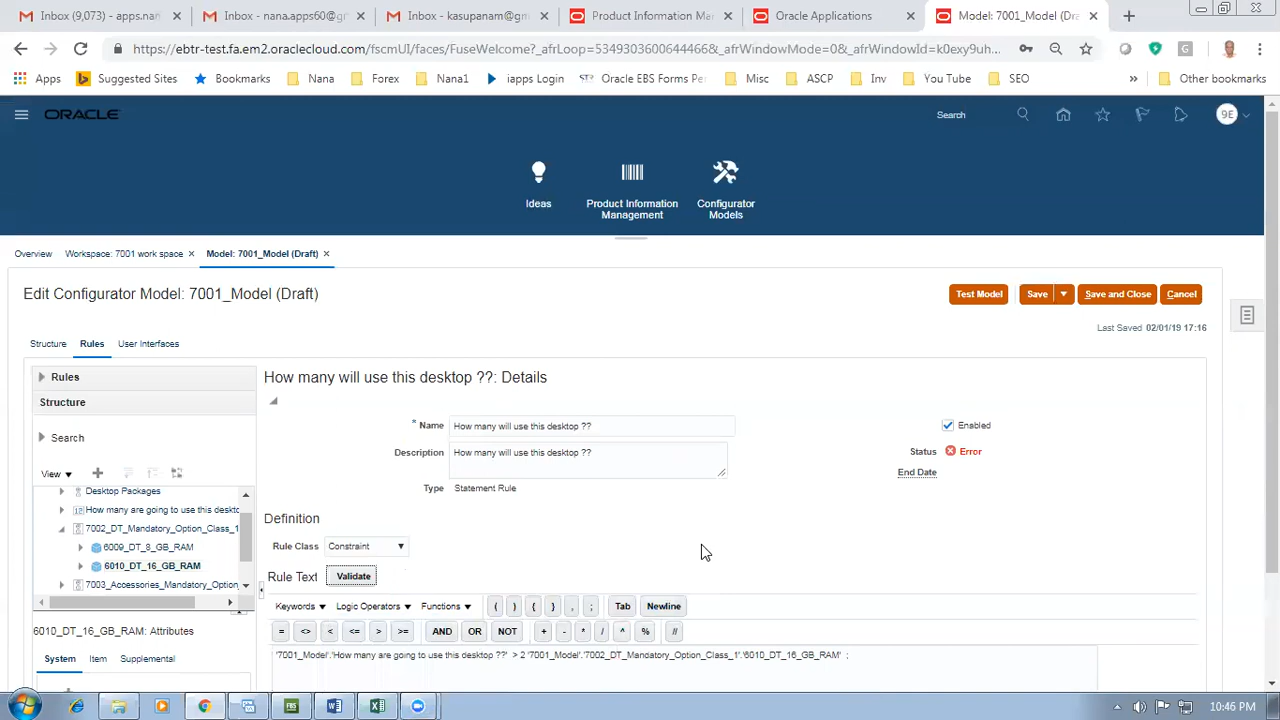 Inbox (9,073) - apps.nan
Inbox - nana.apps90@gm
Inbox - kasupanam@gm
Product Information M
Oracle Applications
Model: 7001_Model (Dra
https://ebtr-test.fa.em2.oraclecloud.com/fscmUI/faces/FuseWelcome?_afrLoop=53493036006444466&_afrWindowMode=0&_afrWindowId=k0exy9uh...
Apps
Suggested Sites
Bookmarks
Nana
Forex
Nana1
iapps Login
Oracle EBS Forms Pe
Misc
ASCP
Inv
You Tube
SEO
»
Other bookmarks
ORACLE
Search
9E
Ideas
Product Information Management
Configurator Models
Overview
Workspace: 7001 work space
Model: 7001_Model (Draft)
Edit Configurator Model: 7001_Model (Draft)
Test Model
Save
Save and Close
Cancel
Last Saved 02/01/19 17:16
Structure
Rules
User Interfaces
Rules
Structure
Search
View
Desktop Packages
How many are going to use this deskto
7002_DT_Mandatory_Option_Class_1
6009_DT_8_GB_RAM
6010_DT_16_GB_RAM
7003_Accessories_Mandatory_Option
6010_DT_16_GB_RAM: Attributes
System
Item
Supplemental
How many will use this desktop ??: Details
* Name How many will use this desktop ??
Enabled
Description How many will use this desktop ??
Status Error
End Date
Type Statement Rule
Definition
Rule Class Constraint
Rule Text Validate
Keywords Logic Operators Functions ( ) { } , ; Tab Newline
= <> < <= > >= AND OR NOT + - * / ^ % //
'7001_Model'.'How many are going to use this desktop ??' > 2 '7001_Model'.'7002_DT_Mandatory_Option_Class_1'.'6010_DT_16_GB_RAM' ;
10:46 PM